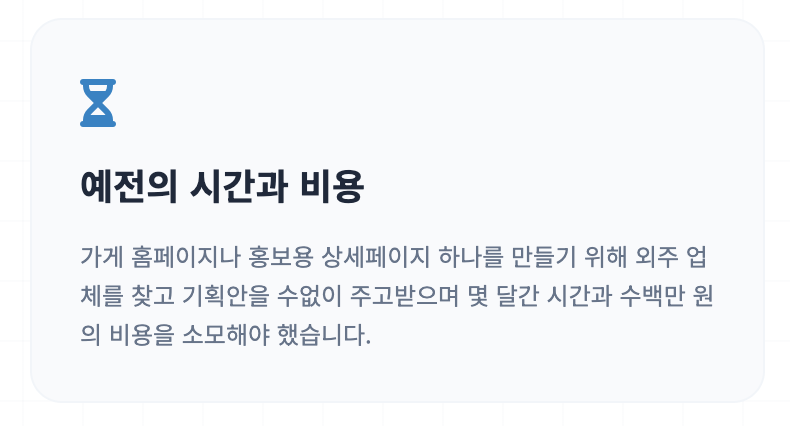 예전의 시간과 비용
가게 홈페이지나 홍보용 상세페이지 하나를 만들기 위해 외주 업
체를 찾고 기획안을 수없이 주고받으며 몇 달간 시간과 수백만 원
의 비용을 소모해야 했습니다.